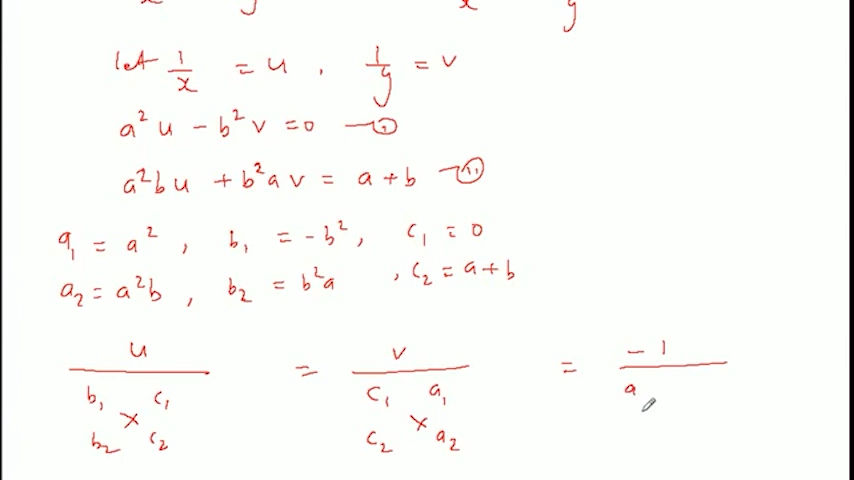 x y x y
let 1/x = u , 1/y = v
a²u - b²v = 0 —(i)
a²bu + b²av = a+b —(ii)
a₁ = a² , b₁ = -b² , c₁ = 0
a₂ = a²b , b₂ = b²a , c₂ = a+b
u = v = -1
b₁ c₁ c₁ a₁ a
× ×
b₂ c₂ c₂ a₂